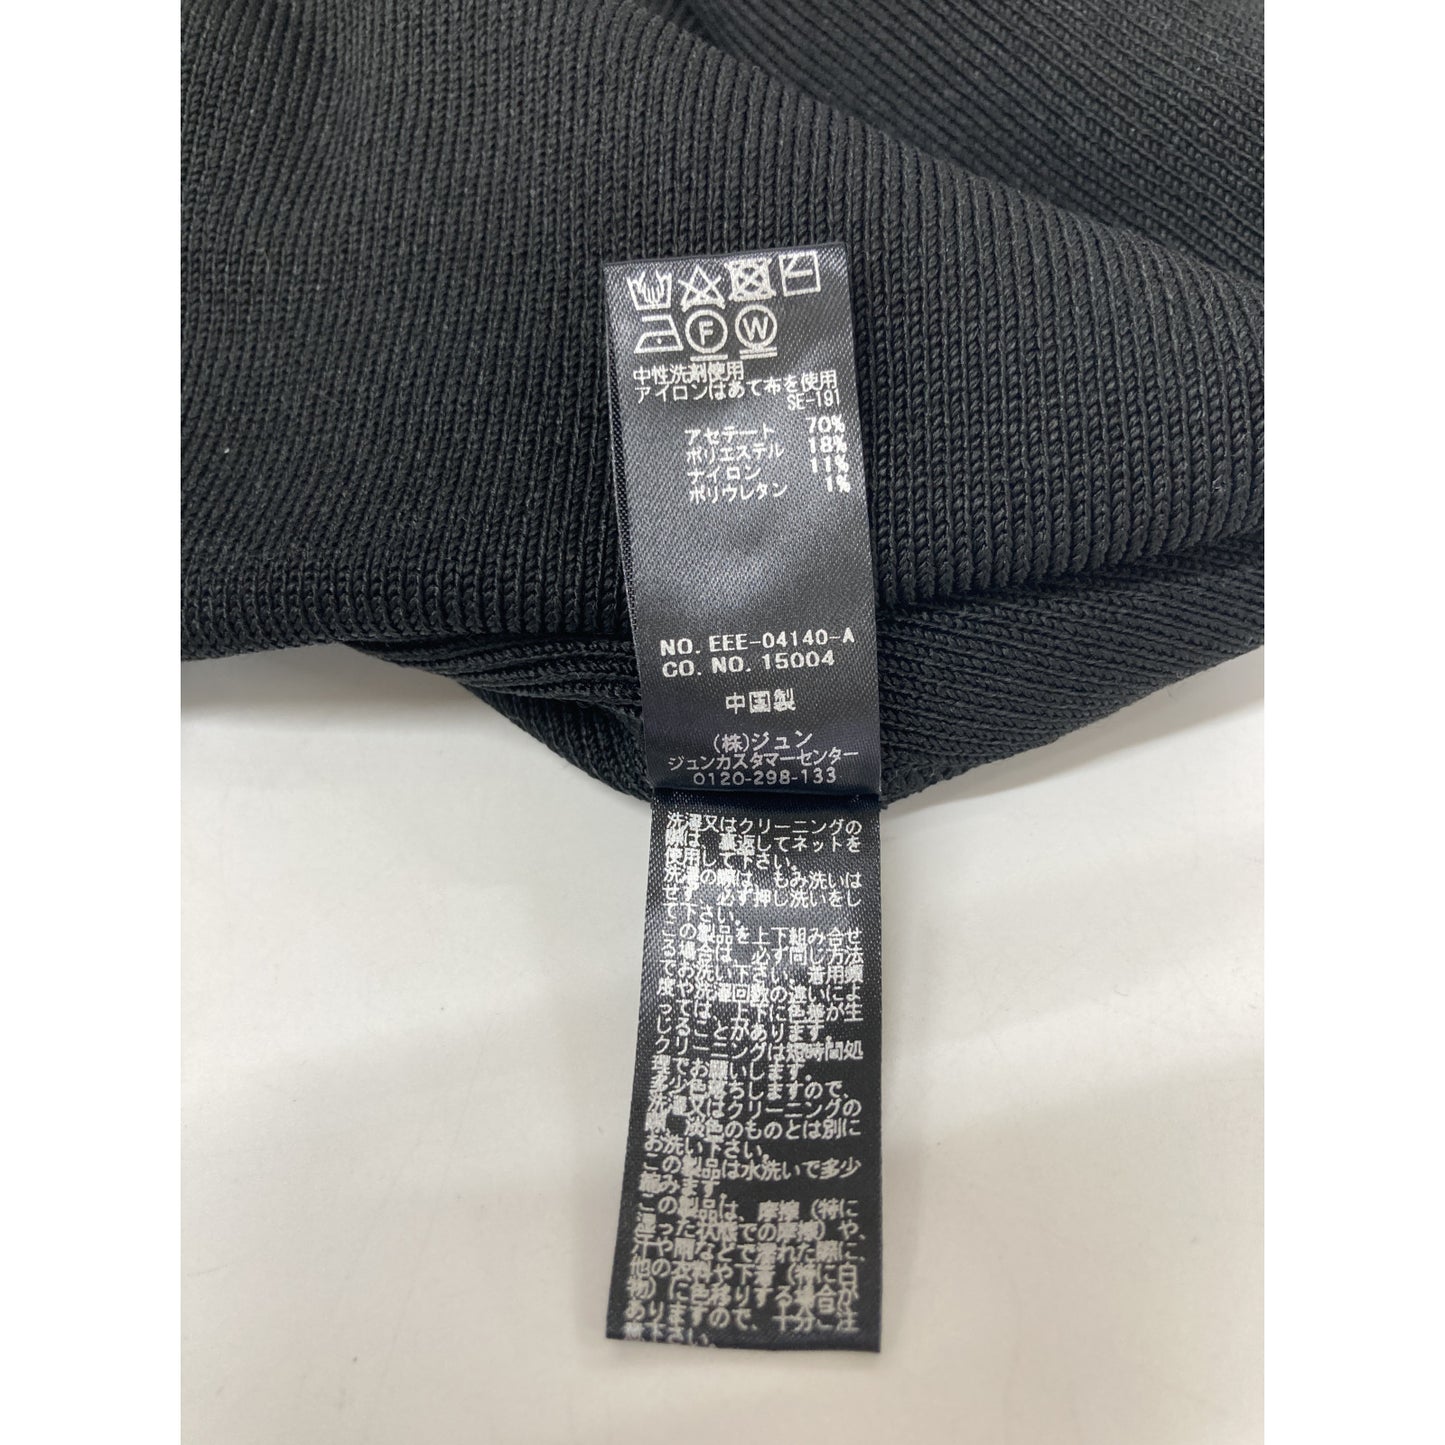 F W
中性洗剤使用
アイロンはあて布を使用
SE-191
アセテート 70%
ポリエステル 18%
ナイロン 11%
ポリウレタン 1%
NO. EEE-04140-A
CO. NO. 15004
中国製
(株)ジュン
ジュンカスタマーセンター
0120-298-133
洗濯又はクリーニングの
際は、裏返してネットを
使用して下さい。
洗濯の際は、もみ洗いは
せず、必ず押し洗いをし
て下さい。
この製品を上下組み合せ
る場合は、必ず同じ方法
でお洗い下さい。着用頻
度や洗濯回数の違いによ
っては、上下に色差が生
じることがあります。
クリーニングは短時間処
理でお願いします。
多少色落ちしますので、
洗濯又はクリーニングの
際、淡色のものとは別に
お洗い下さい。
この製品は水洗いで多少
縮みます。
この製品は、摩擦(特に
湿った状態での摩擦)や、
汗や雨などで濡れた際に、
他の衣料や下着(特に白
物)に色移りする場合が
ありますので、十分ご注
意下さい。